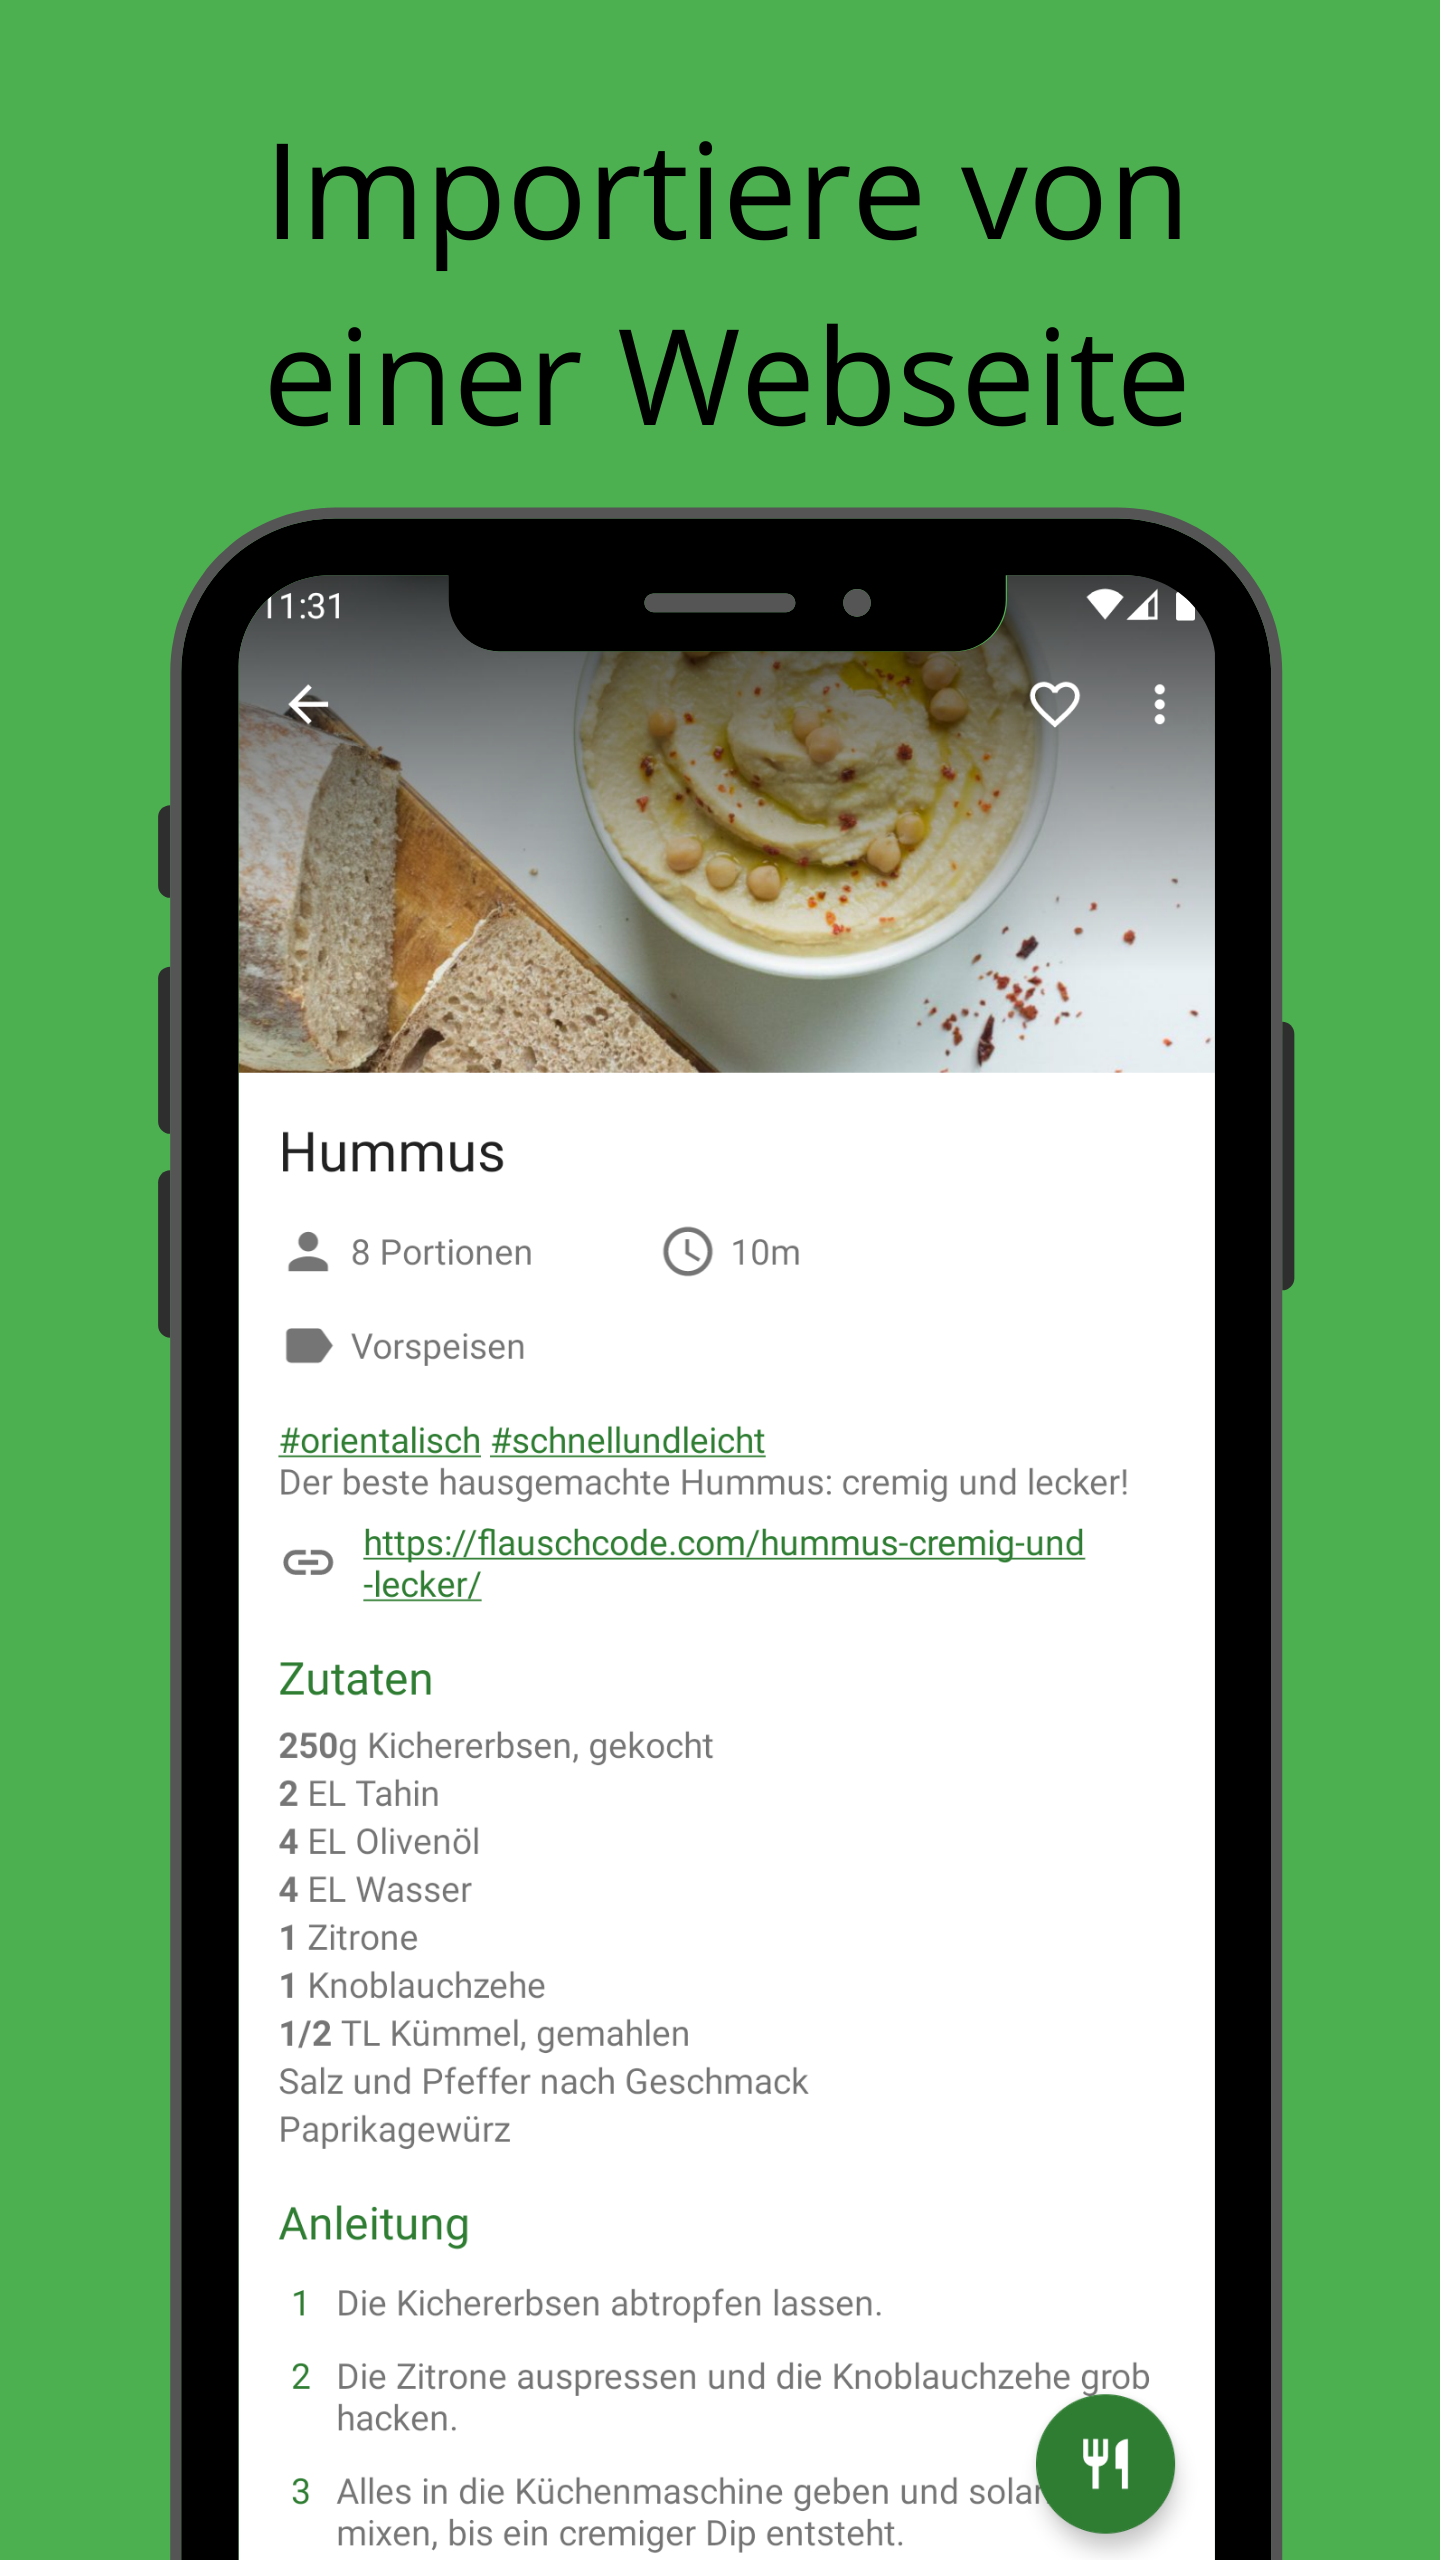 Importiere von
einer Webseite
11:31
Hummus
8 Portionen
10m
Vorspeisen
#orientalisch #schnellundleicht
Der beste hausgemachte Hummus: cremig und lecker!
https://flauschcode.com/hummus-cremig-und
-lecker/
Zutaten
250g Kichererbsen, gekocht
2 EL Tahin
4 EL Olivenöl
4 EL Wasser
1 Zitrone
1 Knoblauchzehe
1/2 TL Kümmel, gemahlen
Salz und Pfeffer nach Geschmack
Paprikagewürz
Anleitung
1 Die Kichererbsen abtropfen lassen.
2 Die Zitrone auspressen und die Knoblauchzehe grob
hacken.
3 Alles in die Küchenmaschine geben und
mixen, bis ein cremiger Dip entsteht.